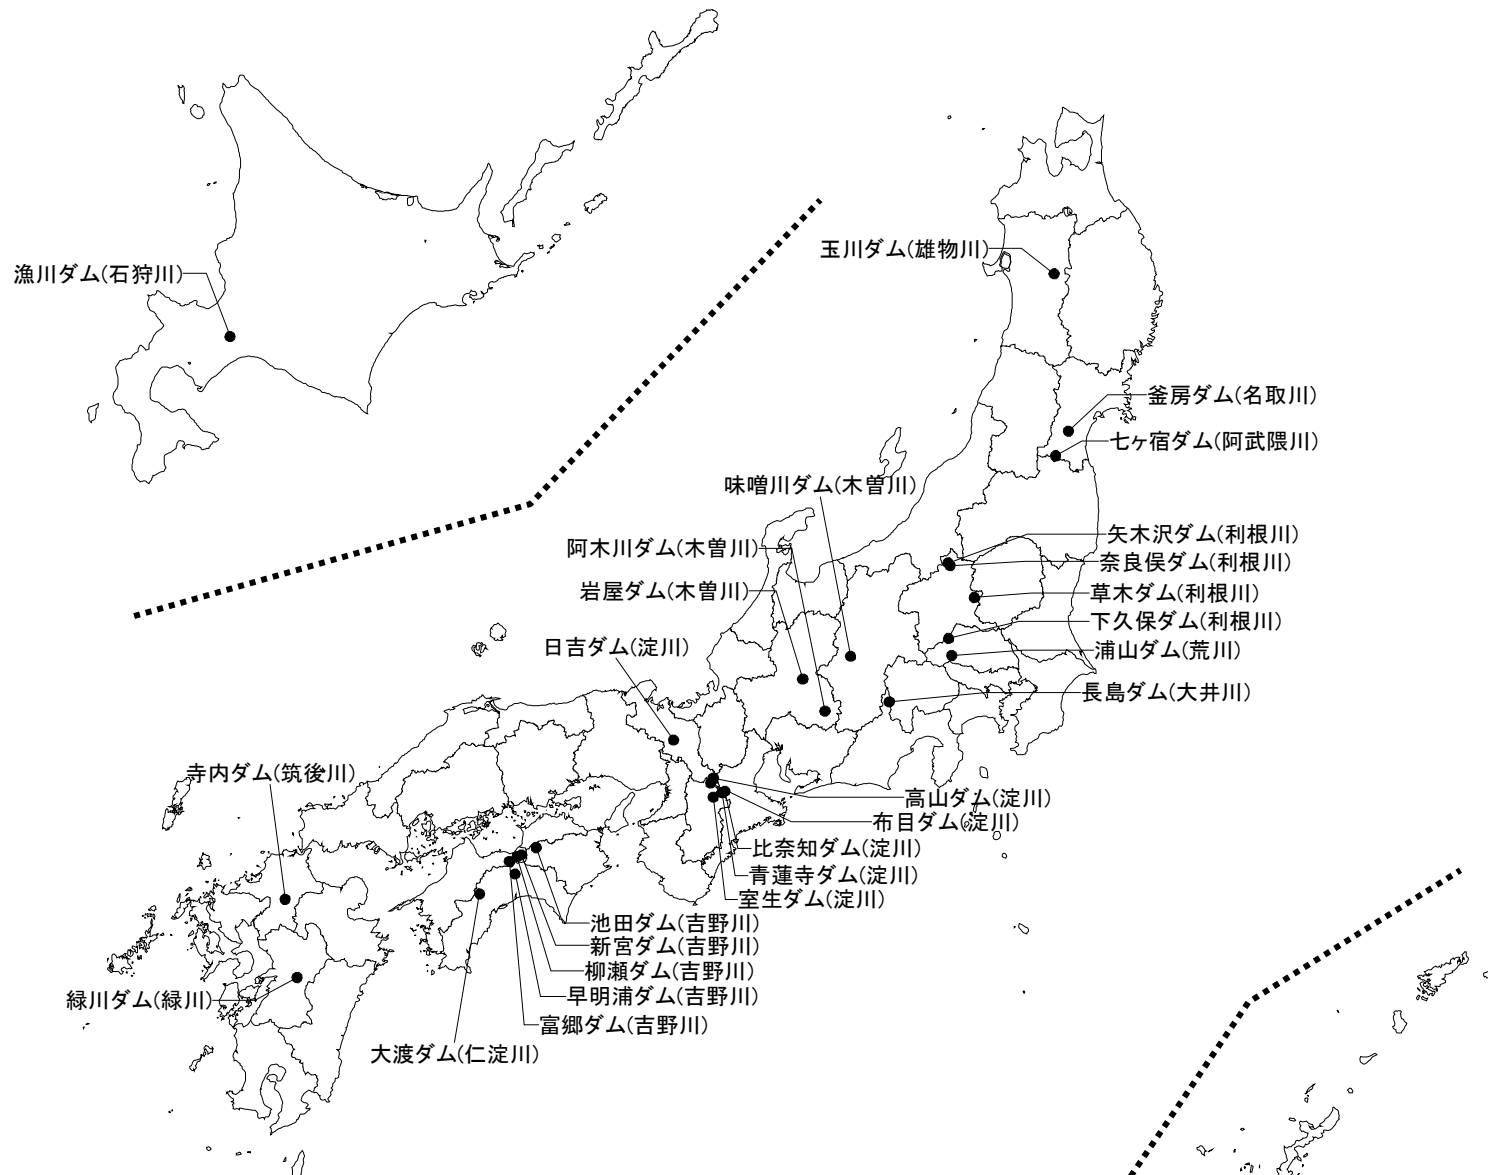 玉川ダム(雄物川)
漁川ダム(石狩川)
釜房ダム(名取川)
七ヶ宿ダム(阿武隈川)
味噌川ダム(木曽川)
矢木沢ダム(利根川)
阿木川ダム(木曽川)
奈良俣ダム(利根川)
岩屋ダム(木曽川)
草木ダム(利根川)
下久保ダム(利根川)
日吉ダム(淀川)
浦山ダム(荒川)
長島ダム(大井川)
寺内ダム(筑後川)
高山ダム(淀川)
布目ダム(淀川)
比奈知ダム(淀川)
青蓮寺ダム(淀川)
室生ダム(淀川)
池田ダム(吉野川)
新宮ダム(吉野川)
柳瀬ダム(吉野川)
早明浦ダム(吉野川)
緑川ダム(緑川)
富郷ダム(吉野川)
大渡ダム(仁淀川)